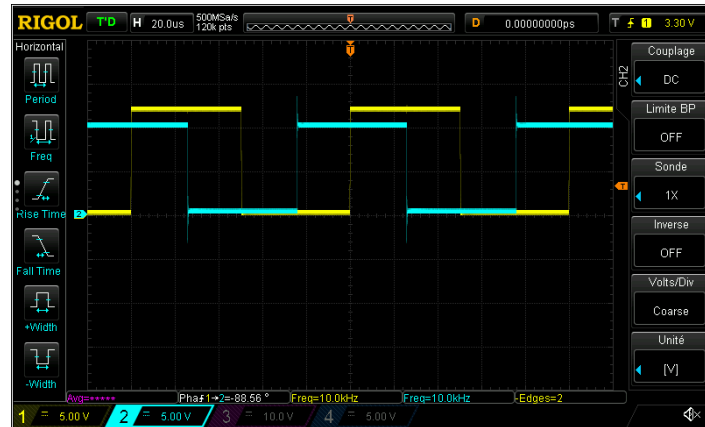 RIGOL T'D H 20.0us 500MSa/s 120k pts T D 0.00000000ps T 1 3.30 V
Horizontal
Period
Freq
Rise Time
Fall Time
+Width
-Width
T
2
T
CH2
Couplage
DC
Limite BP
OFF
Sonde
1X
Inverse
OFF
Volts/Div
Coarse
Unité
[V]
Avg=***** Pha1→2=-88.56 ° Freq=10.0kHz Freq=10.0kHz -Edges=2
1 = 5.00 V 2 = 5.00 V 3 = 10.0 V 4 = 5.00 V